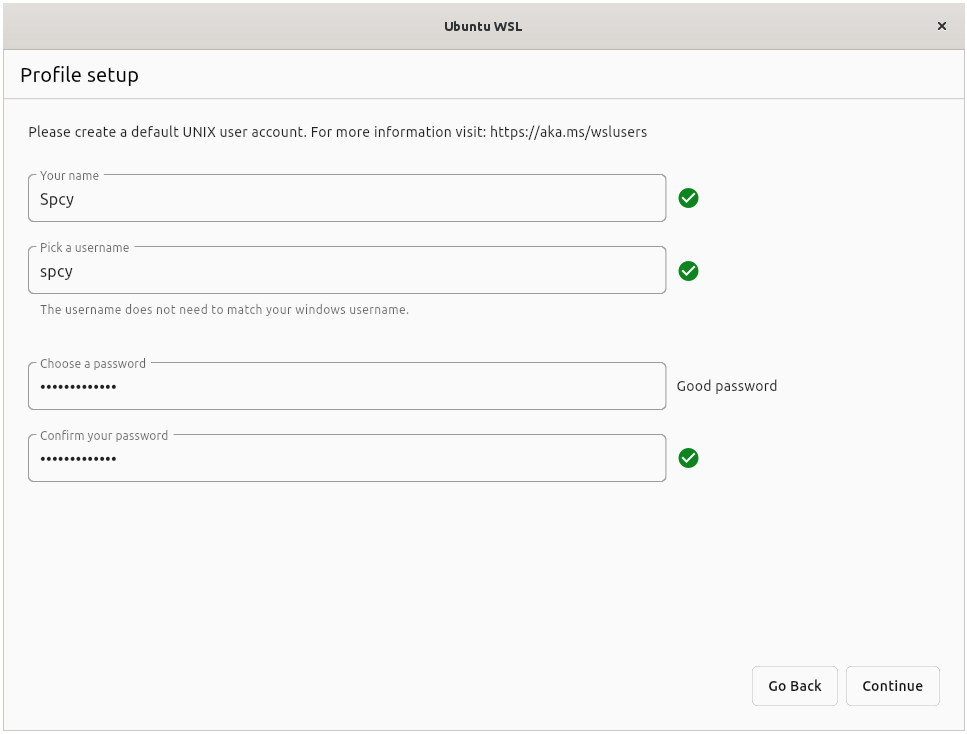 Ubuntu WSL
Profile setup
Please create a default UNIX user account. For more information visit: https://aka.ms/wslusers
Your name
Spcy
Pick a username
spcy
The username does not need to match your windows username.
Choose a password
•••••••••••••
Good password
Confirm your password
•••••••••••••
Go Back
Continue